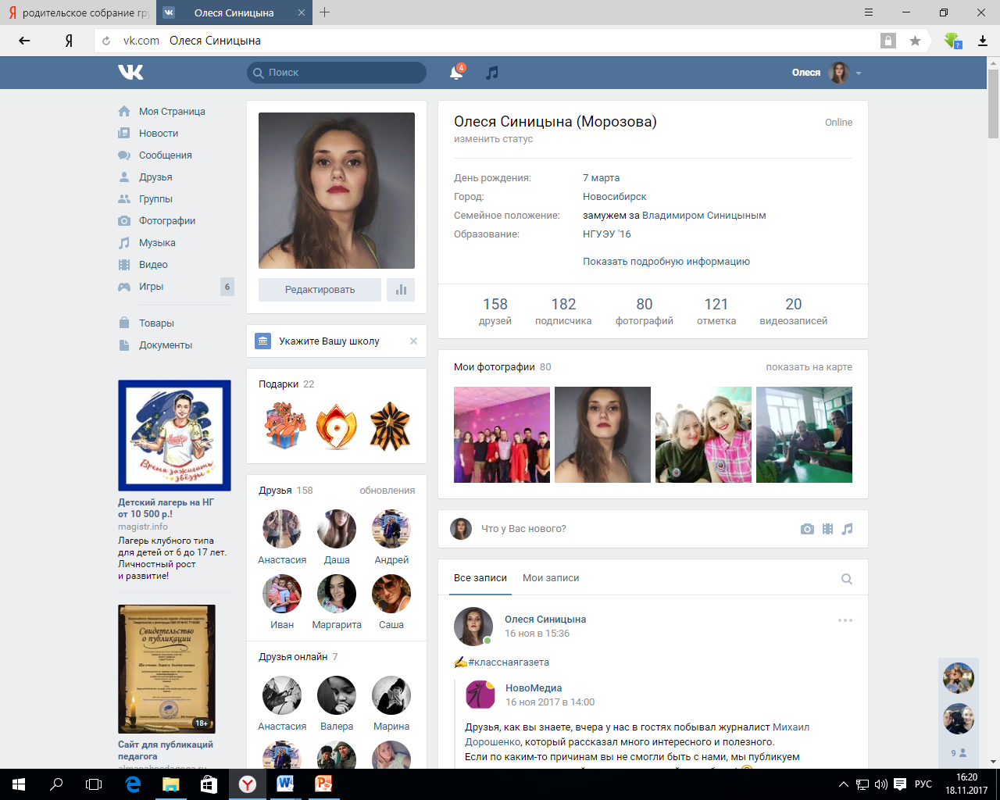 родительское собрание гру
Олеся Синицына
vk.com Олеся Синицына
Поиск
4
Олеся
Моя Страница
Новости
Сообщения
Друзья
Группы
Фотографии
Музыка
Видео
Игры
6
Товары
Документы
Время зажигать звёзды
Детский лагерь на НГ
от 10 500 р.!
magistr.info
Лагерь клубного типа
для детей от 6 до 17 лет.
Личностный рост
и развитие!
Свидетельство
о публикации
18+
Сайт для публикаций
педагога
almanahpedagoga.ru
Редактировать
Укажите Вашу школу
Подарки 22
9
Друзья 158 обновления
Анастасия Даша Андрей
Иван Маргарита Саша
Друзья онлайн 7
Анастасия Валера Марина
Олеся Синицына (Морозова)
Online
изменить статус
День рождения: 7 марта
Город: Новосибирск
Семейное положение: замужем за Владимиром Синицыным
Образование: НГУЭУ '16
Показать подробную информацию
158 182 80 121 20
друзей подписчика фотографий отметка видеозаписей
Мои фотографии 80 показать на карте
Что у Вас нового?
Все записи Мои записи
Олеся Синицына
16 ноя в 15:36
✍#класснаягазета
НовоМедиа
16 ноя 2017 в 14:00
Друзья, как вы знаете, вчера у нас в гостях побывал журналист Михаил
Дорошенко, который рассказал много интересного и полезного.
Если по каким-то причинам вы не смогли быть с нами, мы публикуем
9
РУС
16:20
18.11.2017